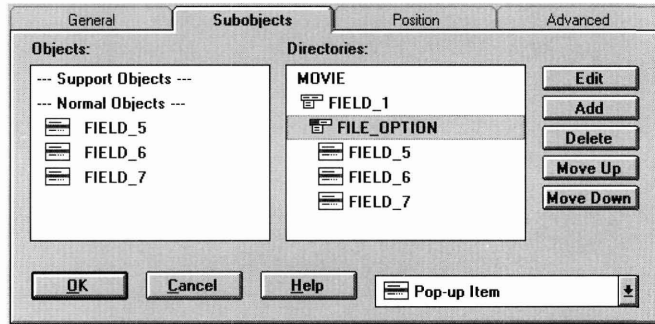 General Subobjects Position Advanced
Objects:
--- Support Objects ---
--- Normal Objects ---
FIELD_5
FIELD_6
FIELD_7
Directories:
MOVIE
FIELD_1
FILE_OPTION
FIELD_5
FIELD_6
FIELD_7
Edit
Add
Delete
Move Up
Move Down
OK Cancel Help Pop-up Item